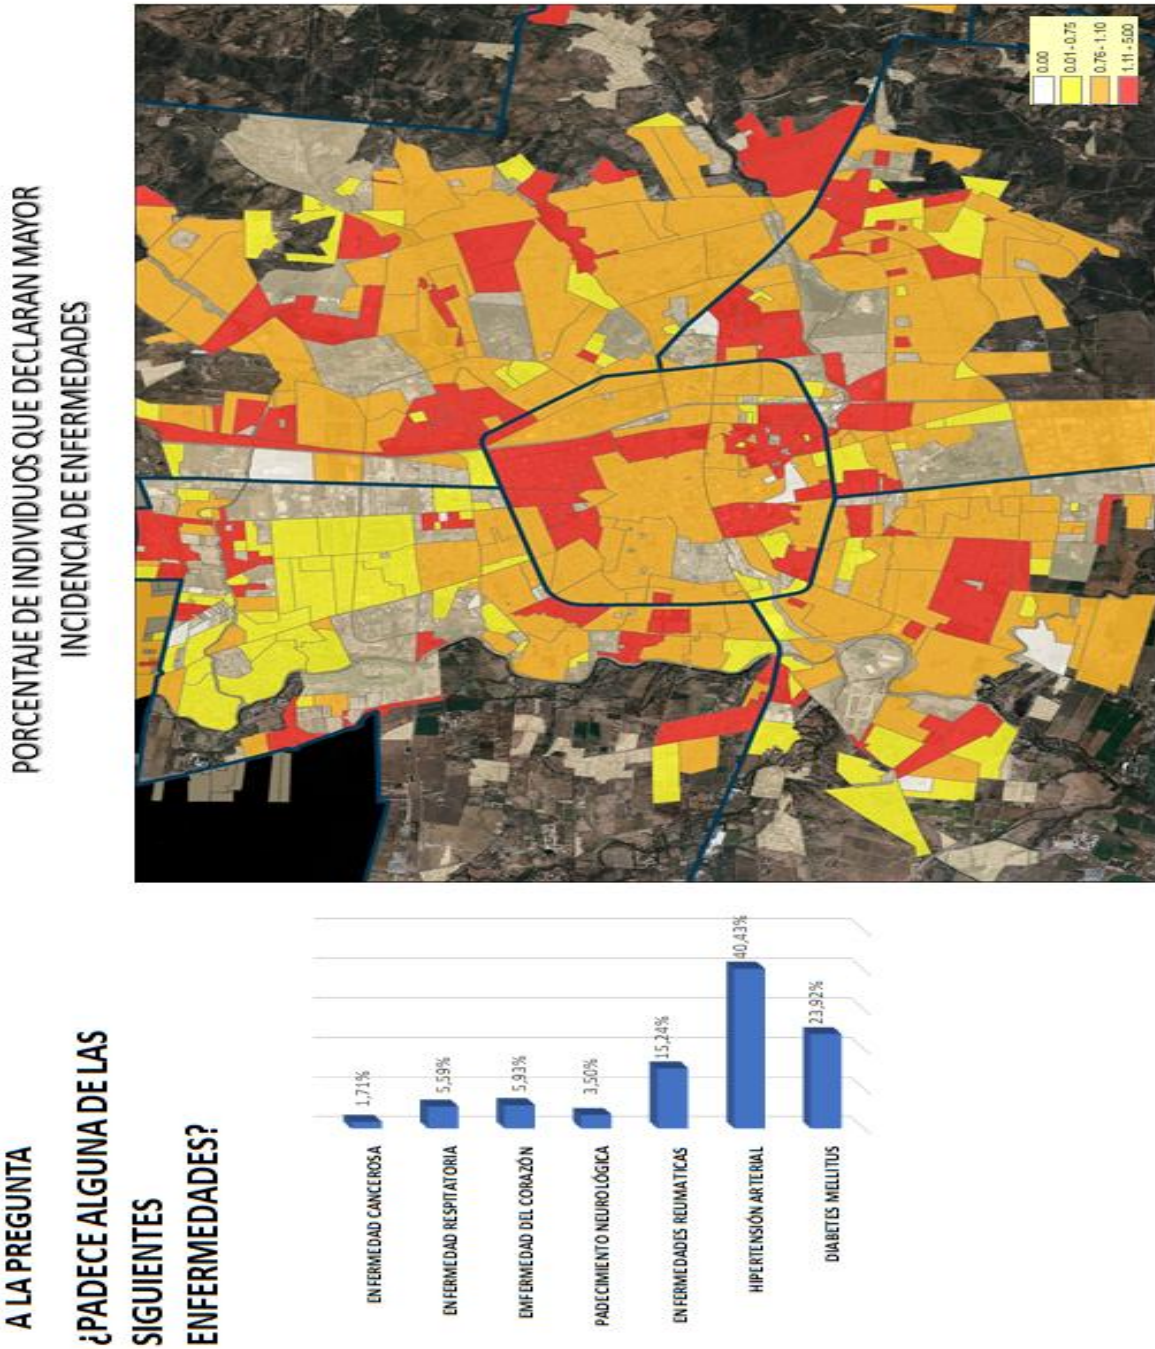 A LA PREGUNTA
¿PADECE ALGUNA DE LAS
SIGUIENTES
ENFERMEDADES?
ENFERMEDAD CANCEROSA
1,71%
ENFERMEDAD RESPITATORIA
5,59%
EMFERMEDAD DEL CORAZÓN
5,93%
PADECIMIENTO NEUROLÓGICA
3,50%
ENFERMEDADES REUMATICAS
15,24%
HIPERTENSIÓN ARTERIAL
40,43%
DIABETES MELLITUS
23,92%
PORCENTAJE DE INDIVIDUOS QUE DECLARAN MAYOR
INCIDENCIA DE ENFERMEDADES
0.00
0.01 - 0.75
0.76 - 1.10
1.11 - 5.00